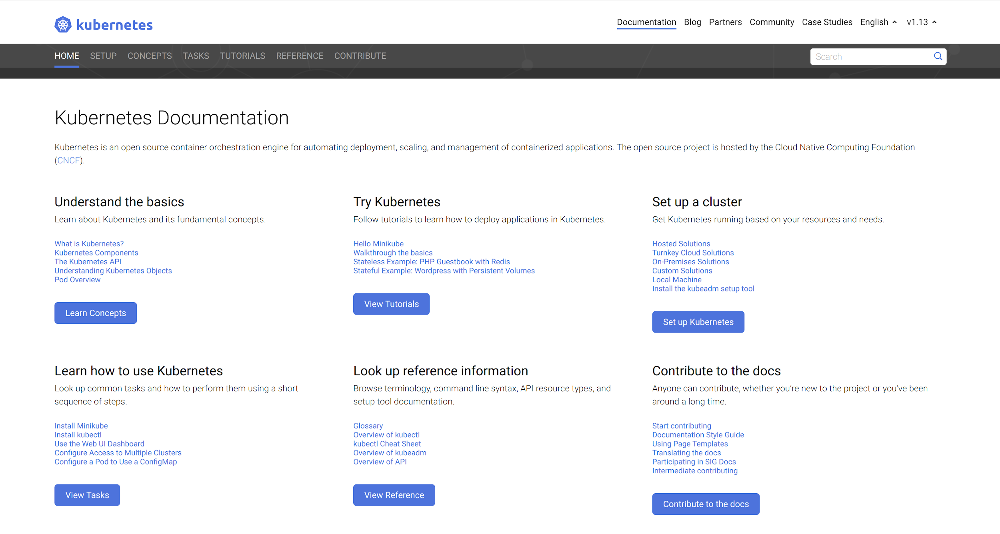 kubernetes
Documentation Blog Partners Community Case Studies English v1.13
HOME SETUP CONCEPTS TASKS TUTORIALS REFERENCE CONTRIBUTE
Search
Kubernetes Documentation
Kubernetes is an open source container orchestration engine for automating deployment, scaling, and management of containerized applications. The open source project is hosted by the Cloud Native Computing Foundation
(CNCF).
Understand the basics
Learn about Kubernetes and its fundamental concepts.
What is Kubernetes?
Kubernetes Components
The Kubernetes API
Understanding Kubernetes Objects
Pod Overview
Learn Concepts
Try Kubernetes
Follow tutorials to learn how to deploy applications in Kubernetes.
Hello Minikube
Walkthrough the basics
Stateless Example: PHP Guestbook with Redis
Stateful Example: Wordpress with Persistent Volumes
View Tutorials
Set up a cluster
Get Kubernetes running based on your resources and needs.
Hosted Solutions
Turnkey Cloud Solutions
On-Premises Solutions
Custom Solutions
Local Machine
Install the kubeadm setup tool
Set up Kubernetes
Learn how to use Kubernetes
Look up common tasks and how to perform them using a short
sequence of steps.
Install Minikube
Install kubectl
Use the Web UI Dashboard
Configure Access to Multiple Clusters
Configure a Pod to Use a ConfigMap
View Tasks
Look up reference information
Browse terminology, command line syntax, API resource types, and
setup tool documentation.
Glossary
Overview of kubectl
kubectl Cheat Sheet
Overview of kubeadm
Overview of API
View Reference
Contribute to the docs
Anyone can contribute, whether you’re new to the project or you’ve been
around a long time.
Start contributing
Documentation Style Guide
Using Page Templates
Translating the docs
Participating in SIG Docs
Intermediate contributing
Contribute to the docs